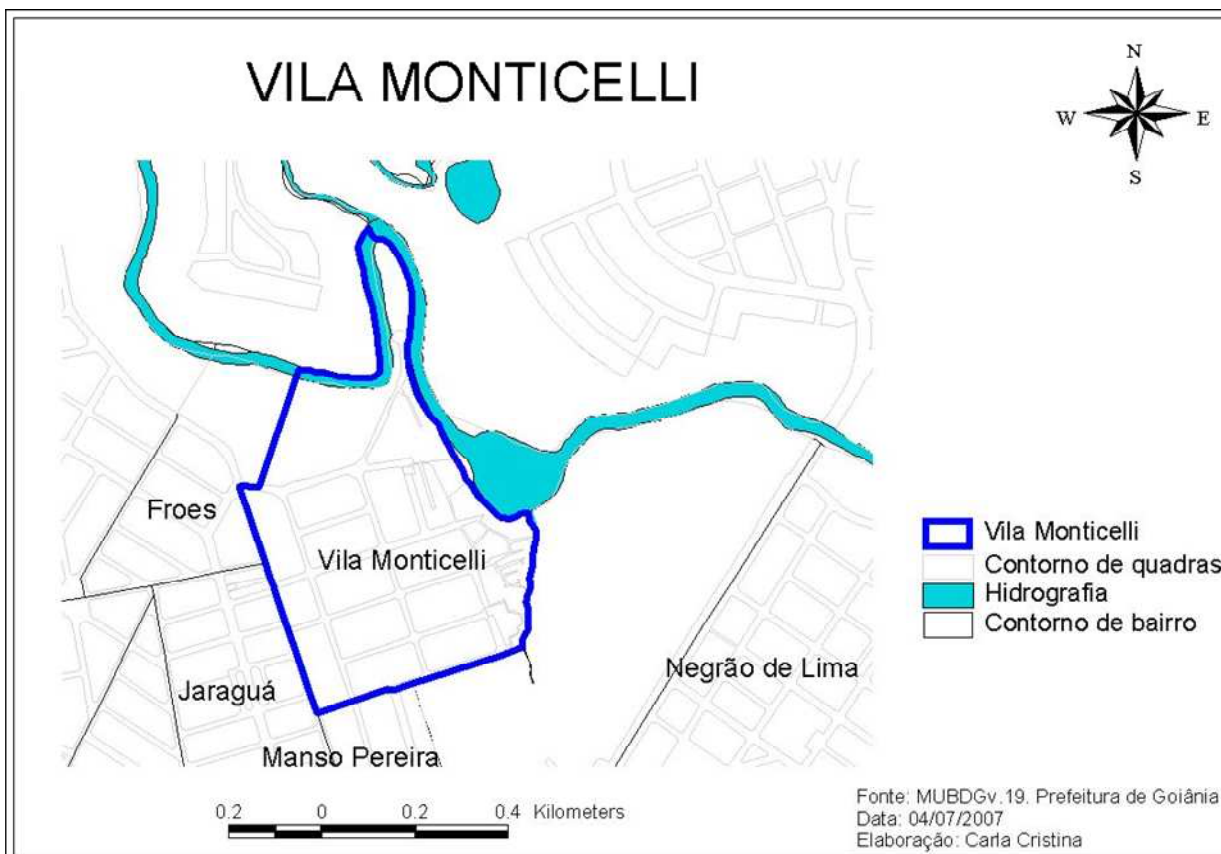 VILA MONTICELLI
N
W E
S
Froes
Vila Monticelli
Jaraguá
Negrão de Lima
Manso Pereira
Vila Monticelli
Contorno de quadras
Hidrografia
Contorno de bairro
0.2 0 0.2 0.4 Kilometers
Fonte: MUBDGv.19. Prefeitura de Goiânia
Data: 04/07/2007
Elaboração: Carla Cristina